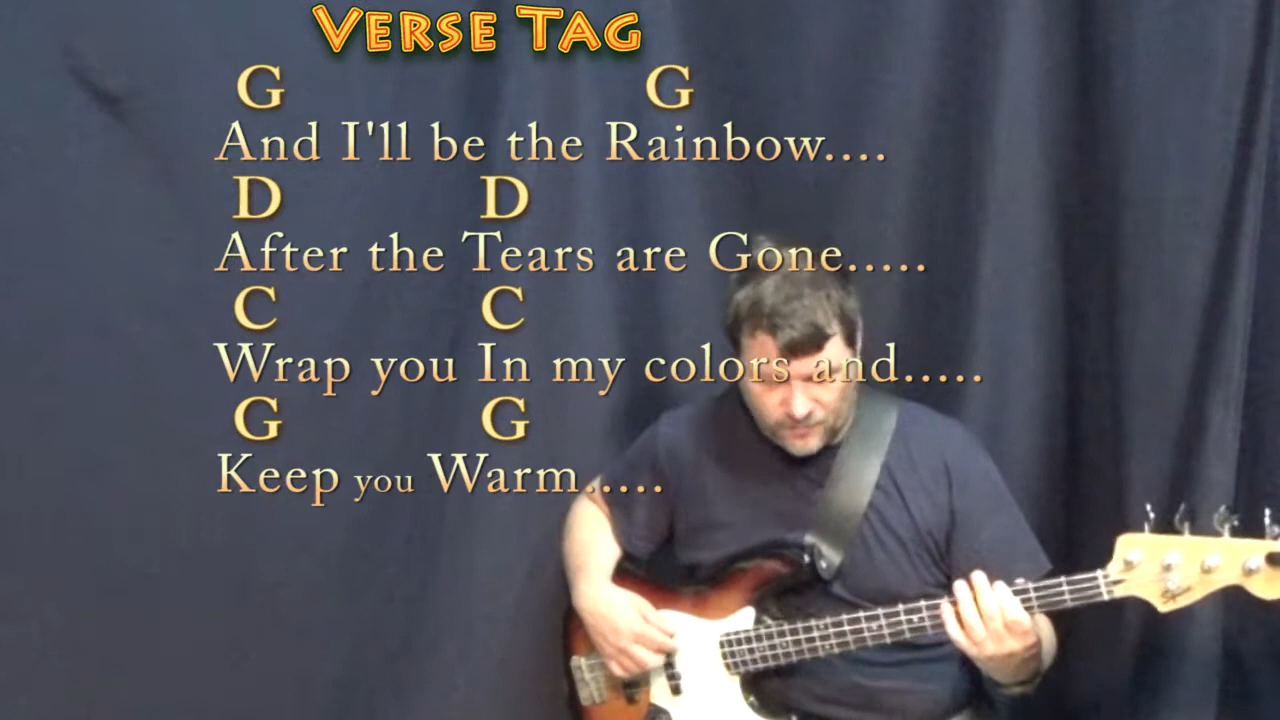 VERSE TAG
G G
And I'll be the Rainbow....
D D
After the Tears are Gone.....
C C
Wrap you In my colors and.....
G G
Keep you Warm......